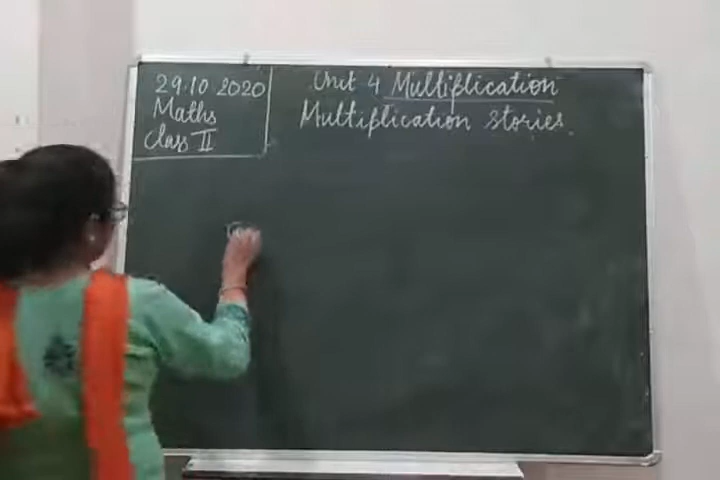 29.10 2020
Maths
Class II
Unit 4 Multiplication
Multiplication stories.